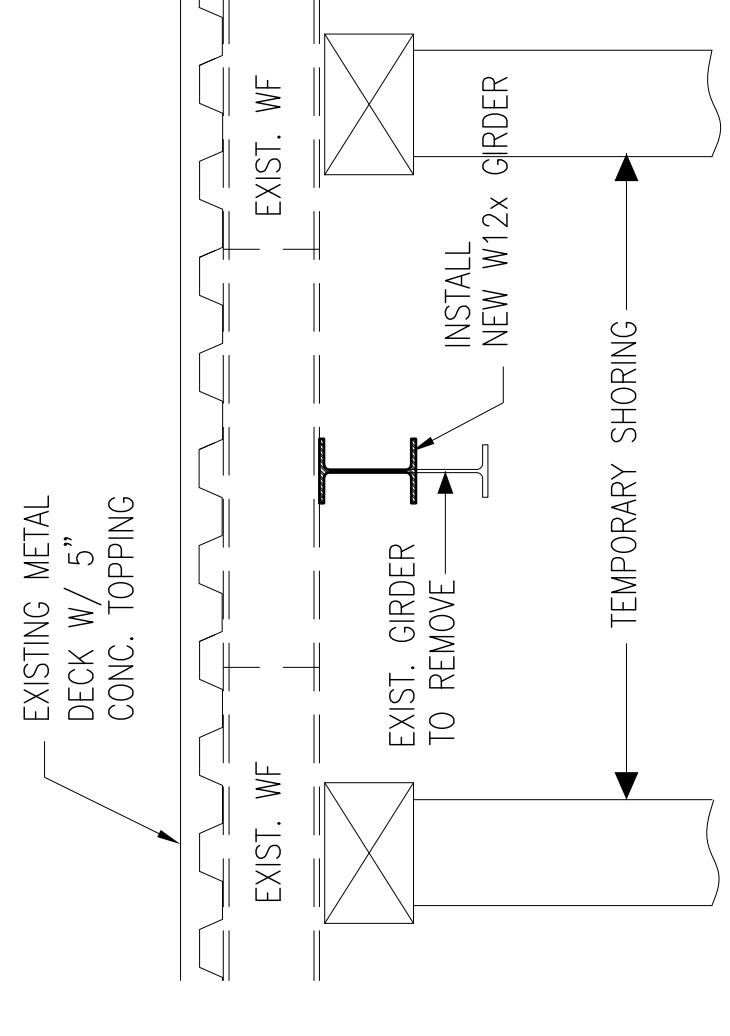 EXISTING METAL
DECK W/ 5”
CONC. TOPPING
EXIST. WF
EXIST. WF
EXIST. GIRDER
TO REMOVE
INSTALL
NEW W12x GIRDER
TEMPORARY SHORING